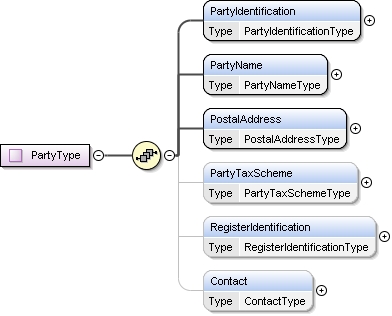 PartyIdentification
Type PartyIdentificationType
PartyName
Type PartyNameType
PostalAddress
Type PostalAddressType
PartyType
PartyTaxScheme
Type PartyTaxSchemeType
RegisterIdentification
Type RegisterIdentificationType
Contact
Type ContactType